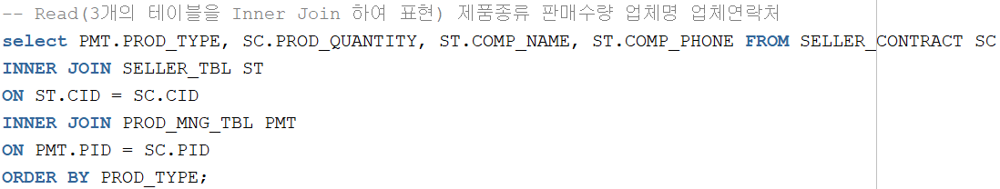 -- Read(3개의 테이블을 Inner Join 하여 표현) 제품종류 판매수량 업체명 업체연락처
select PMT.PROD_TYPE, SC.PROD_QUANTITY, ST.COMP_NAME, ST.COMP_PHONE FROM SELLER_CONTRACT SC
INNER JOIN SELLER_TBL ST
ON ST.CID = SC.CID
INNER JOIN PROD_MNG_TBL PMT
ON PMT.PID = SC.PID
ORDER BY PROD_TYPE;